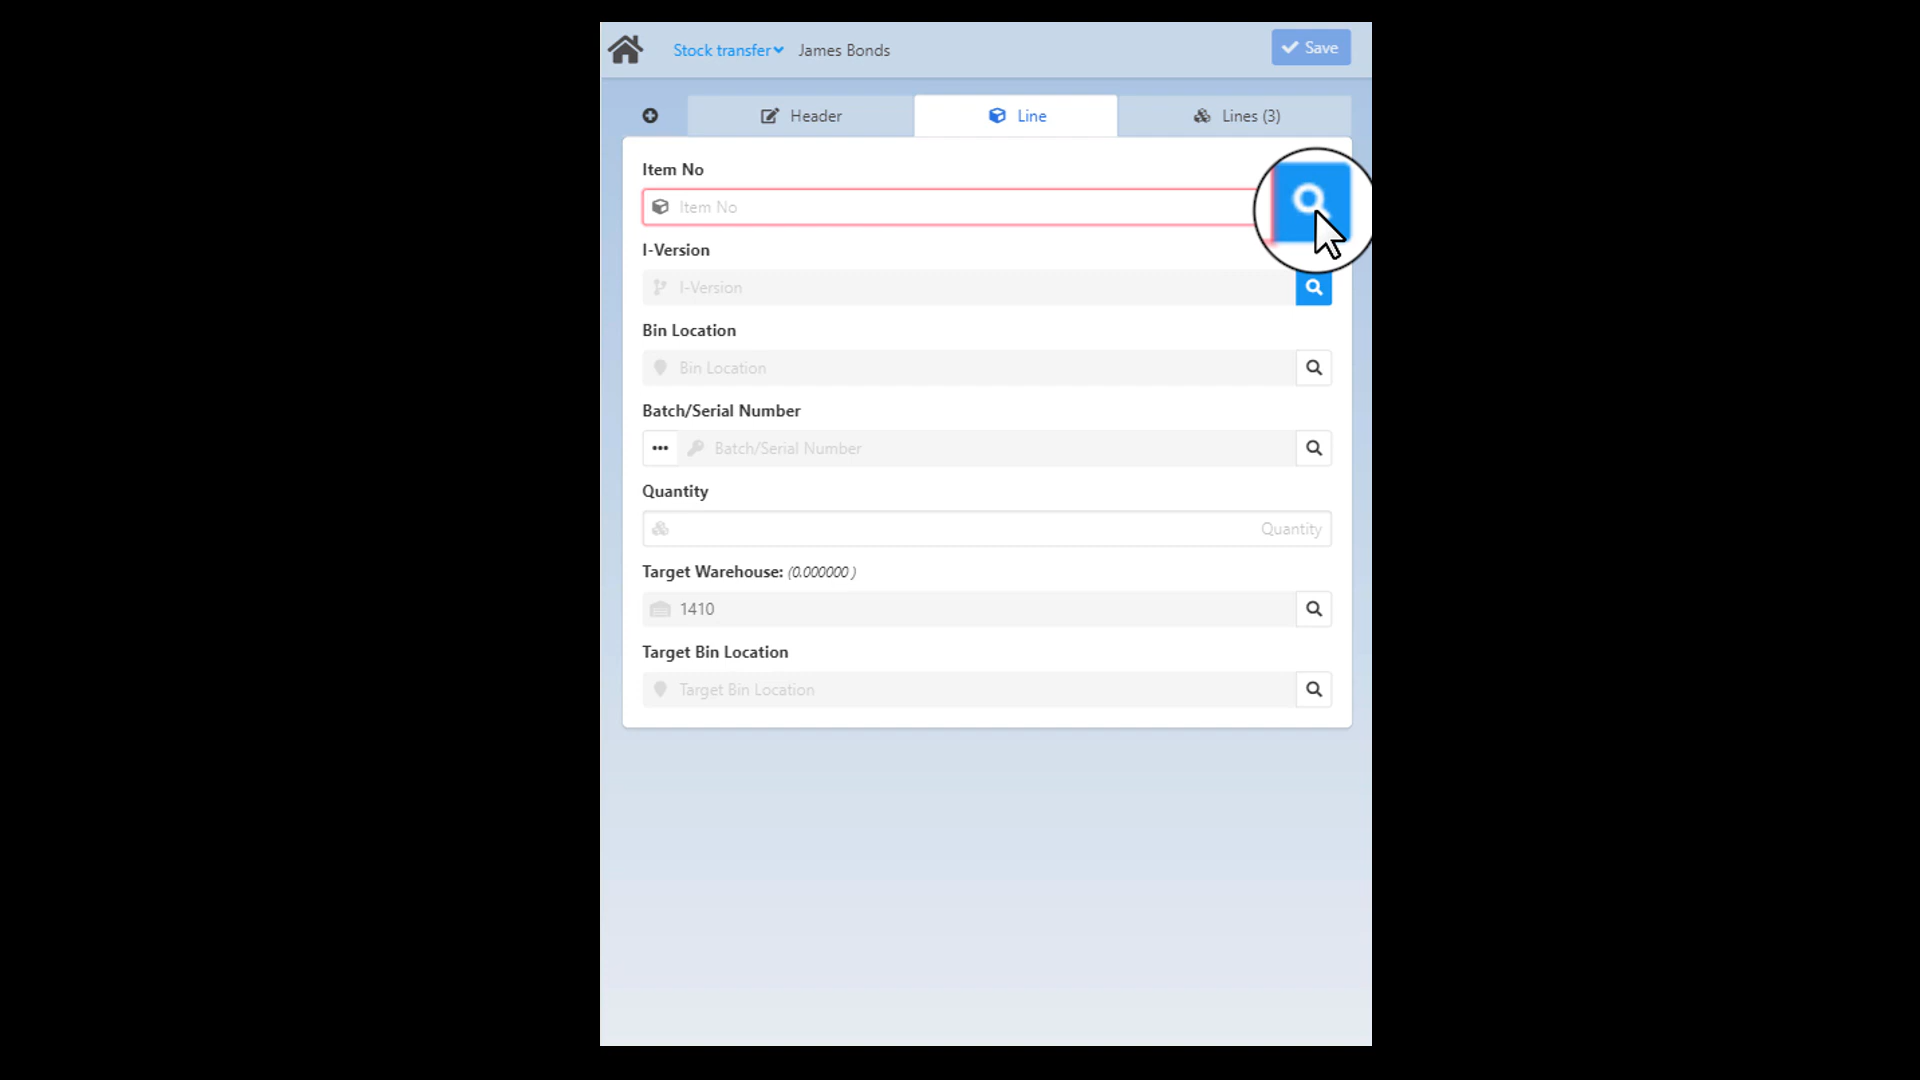 Stock transfer James Bonds Save
Header Line Lines (3)
Item No
Item No
I-Version
I-Version
Bin Location
Bin Location
Batch/Serial Number
Batch/Serial Number
Quantity
Quantity
Target Warehouse: (0.000000 )
1410
Target Bin Location
Target Bin Location